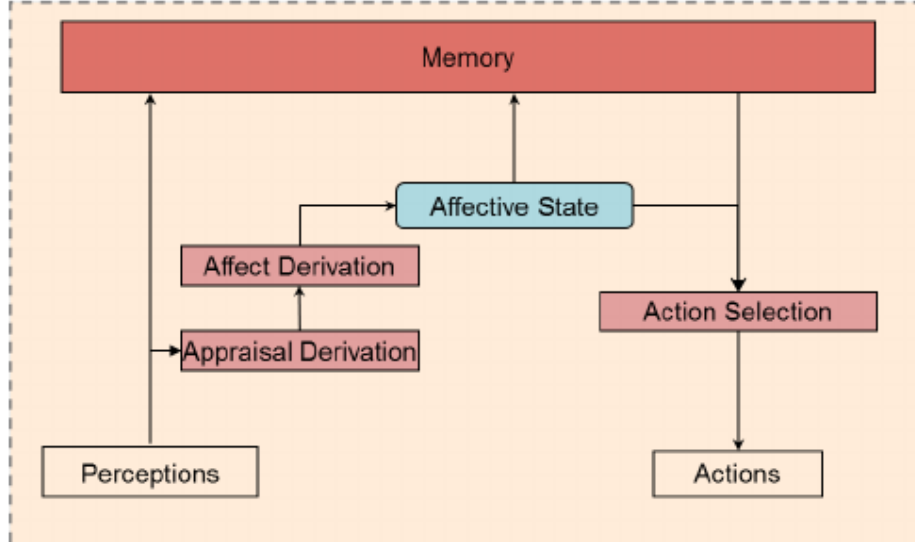 Memory
Affective State
Affect Derivation
Action Selection
Appraisal Derivation
Perceptions
Actions